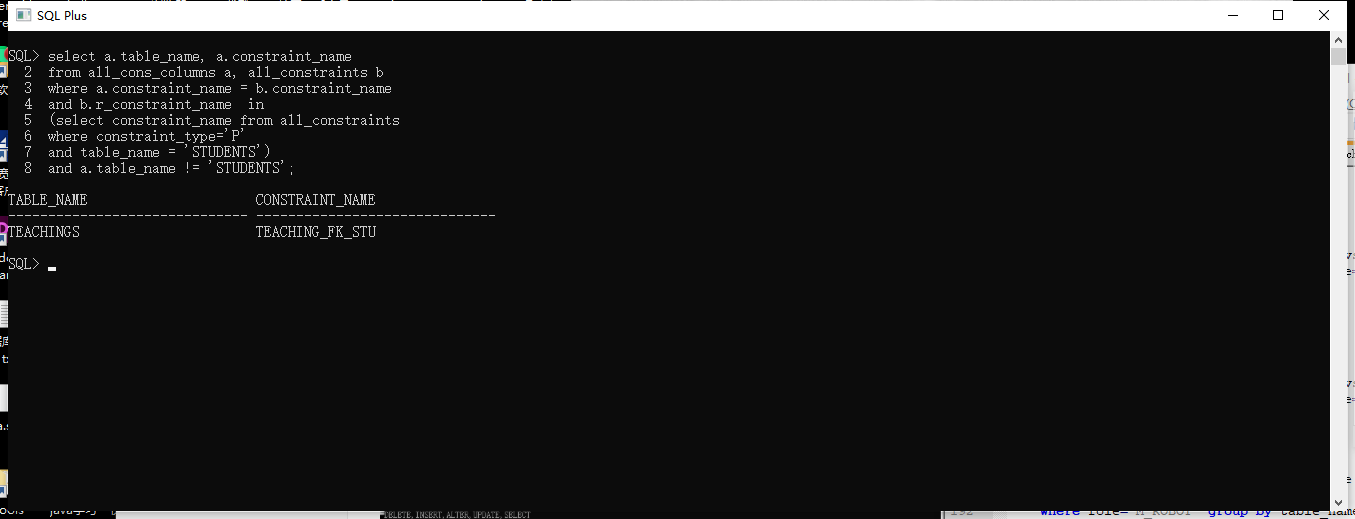 SQL Plus
SQL> select a.table_name, a.constraint_name
2 from all_cons_columns a, all_constraints b
3 where a.constraint_name = b.constraint_name
4 and b.r_constraint_name  in
5 (select constraint_name from all_constraints
6 where constraint_type='P'
7 and table_name = 'STUDENTS')
8 and a.table_name != 'STUDENTS';
TABLE_NAME CONSTRAINT_NAME
------------------------------ ------------------------------
TEACHINGS TEACHING_FK_STU
SQL>
DELETE, INSERT, ALTER, UPDATE, SELECT
192 where role='M_ROBOT' group by table_name